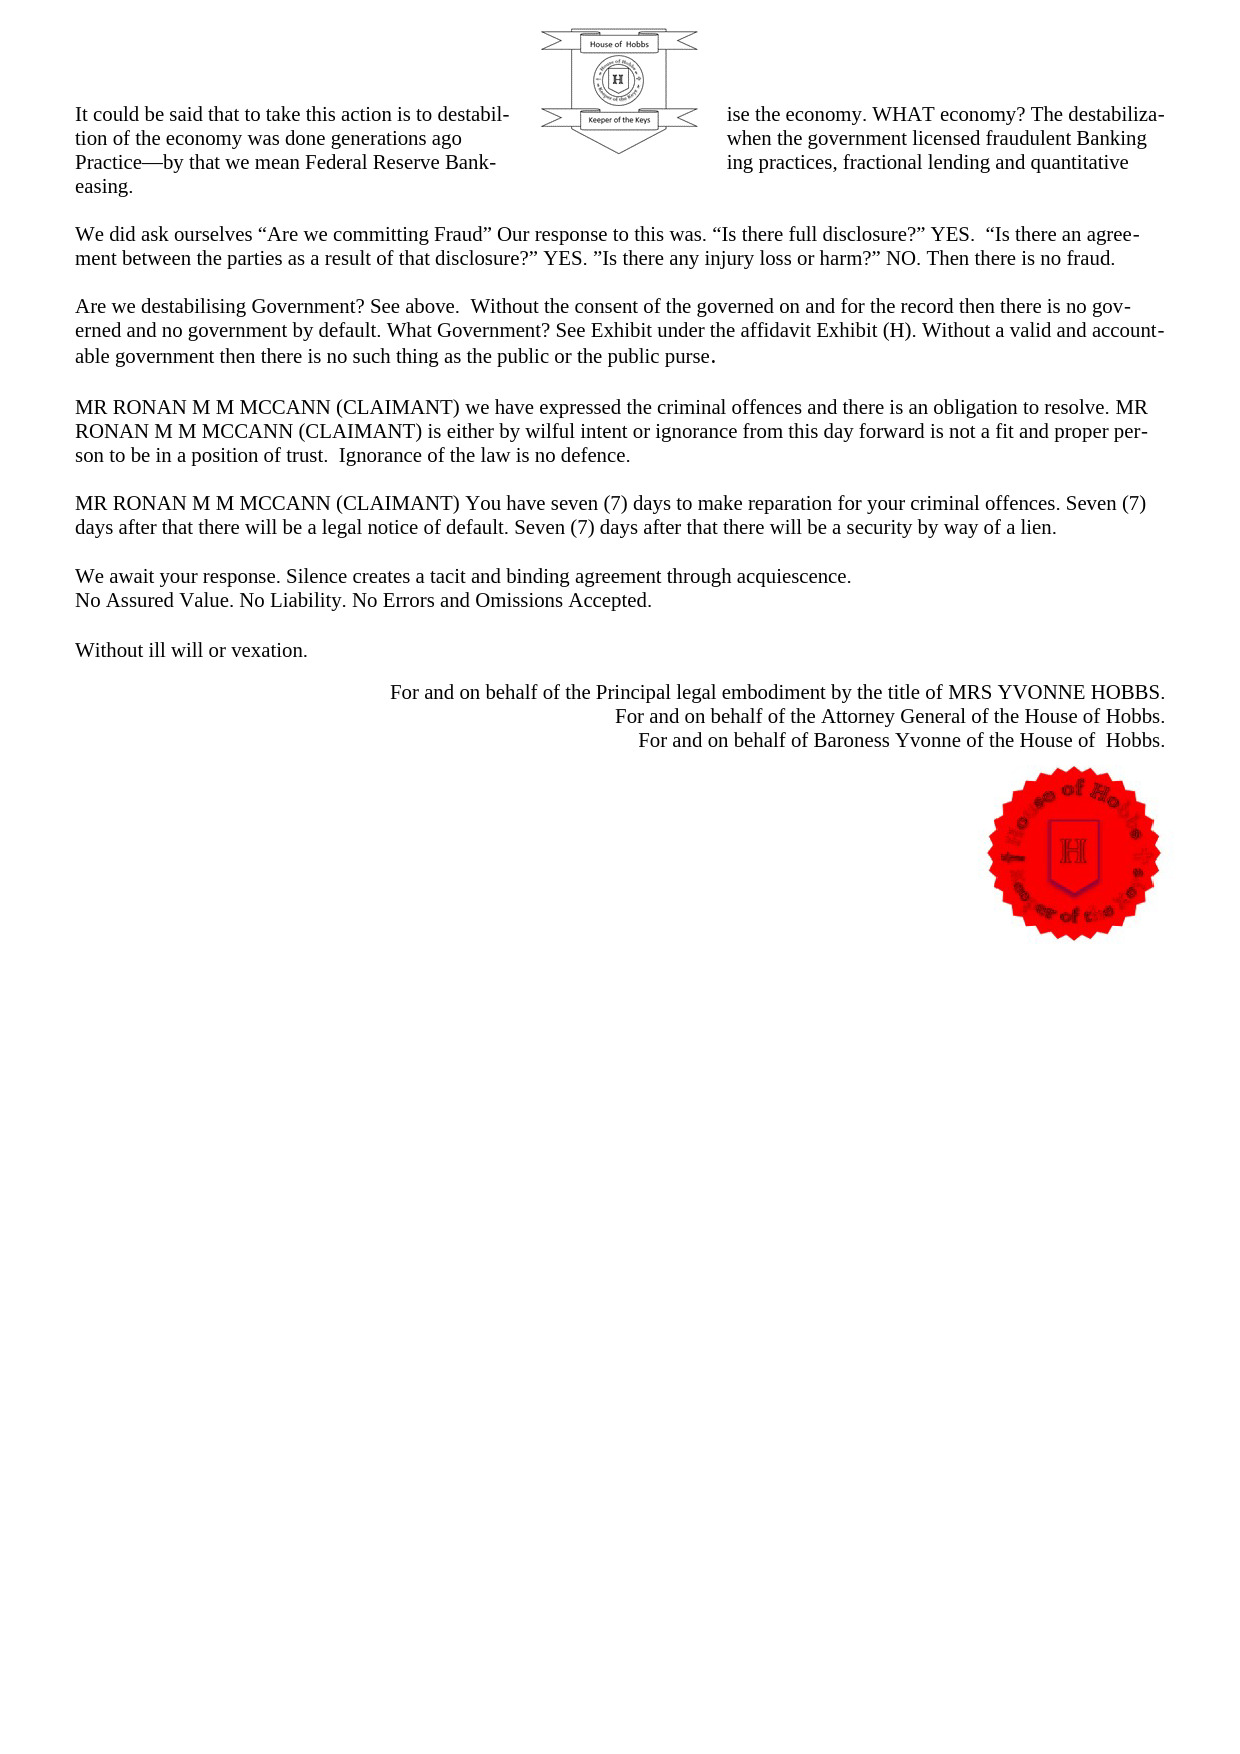 House of Hobbs
House of Hobbs
H
Keeper of the Keys
Keeper of the Keys
It could be said that to take this action is to destabil- ise the economy. WHAT economy? The destabiliza-
tion of the economy was done generations ago when the government licensed fraudulent Banking
Practice—by that we mean Federal Reserve Bank- ing practices, fractional lending and quantitative
easing.
We did ask ourselves “Are we committing Fraud” Our response to this was. “Is there full disclosure?” YES.  “Is there an agree-
ment between the parties as a result of that disclosure?” YES. ”Is there any injury loss or harm?” NO. Then there is no fraud.
Are we destabilising Government? See above.  Without the consent of the governed on and for the record then there is no gov-
erned and no government by default. What Government? See Exhibit under the affidavit Exhibit (H). Without a valid and account-
able government then there is no such thing as the public or the public purse.
MR RONAN M M MCCANN (CLAIMANT) we have expressed the criminal offences and there is an obligation to resolve. MR
RONAN M M MCCANN (CLAIMANT) is either by wilful intent or ignorance from this day forward is not a fit and proper per-
son to be in a position of trust.  Ignorance of the law is no defence.
MR RONAN M M MCCANN (CLAIMANT) You have seven (7) days to make reparation for your criminal offences. Seven (7)
days after that there will be a legal notice of default. Seven (7) days after that there will be a security by way of a lien.
We await your response. Silence creates a tacit and binding agreement through acquiescence.
No Assured Value. No Liability. No Errors and Omissions Accepted.
Without ill will or vexation.
For and on behalf of the Principal legal embodiment by the title of MRS YVONNE HOBBS.
For and on behalf of the Attorney General of the House of Hobbs.
For and on behalf of Baroness Yvonne of the House of  Hobbs.
House of Hobbs
H
Keeper of the Keys